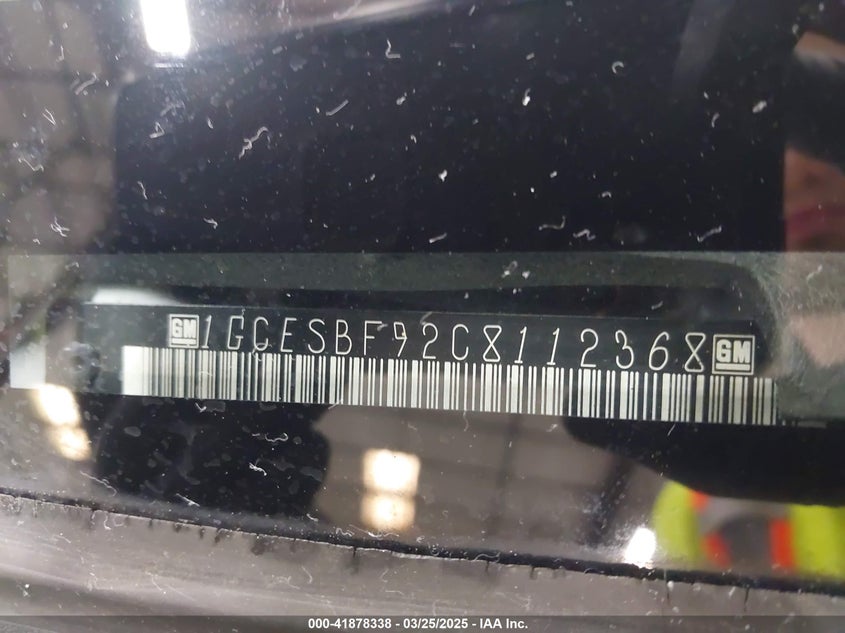 GM 1GCESBF92C8112368 GM
000-41878338 - 03/25/2025 - IAA Inc.